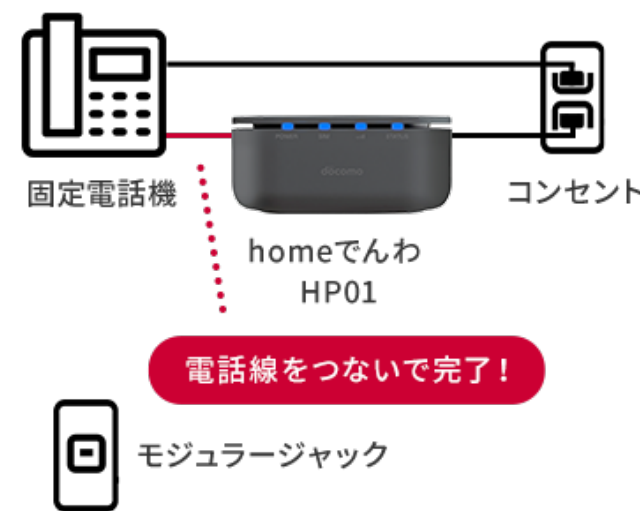 固定電話機
docomo
コンセント
homeでんわ
HP01
電話線をつないで完了！
モジュラージャック